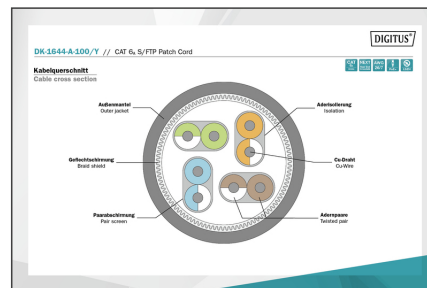 DIGITUS®
DK-1644-A-100/Y // CAT 6A S/FTP Patch Cord
Kabelquerschnitt
Cable cross section
Außenmantel
Outer jacket
Aderisolierung
Isolation
Geflechtschirmung
Braid shield
Cu-Draht
Cu-Wire
Paarabschirmung
Pair screen
Adernpaare
Twisted pair